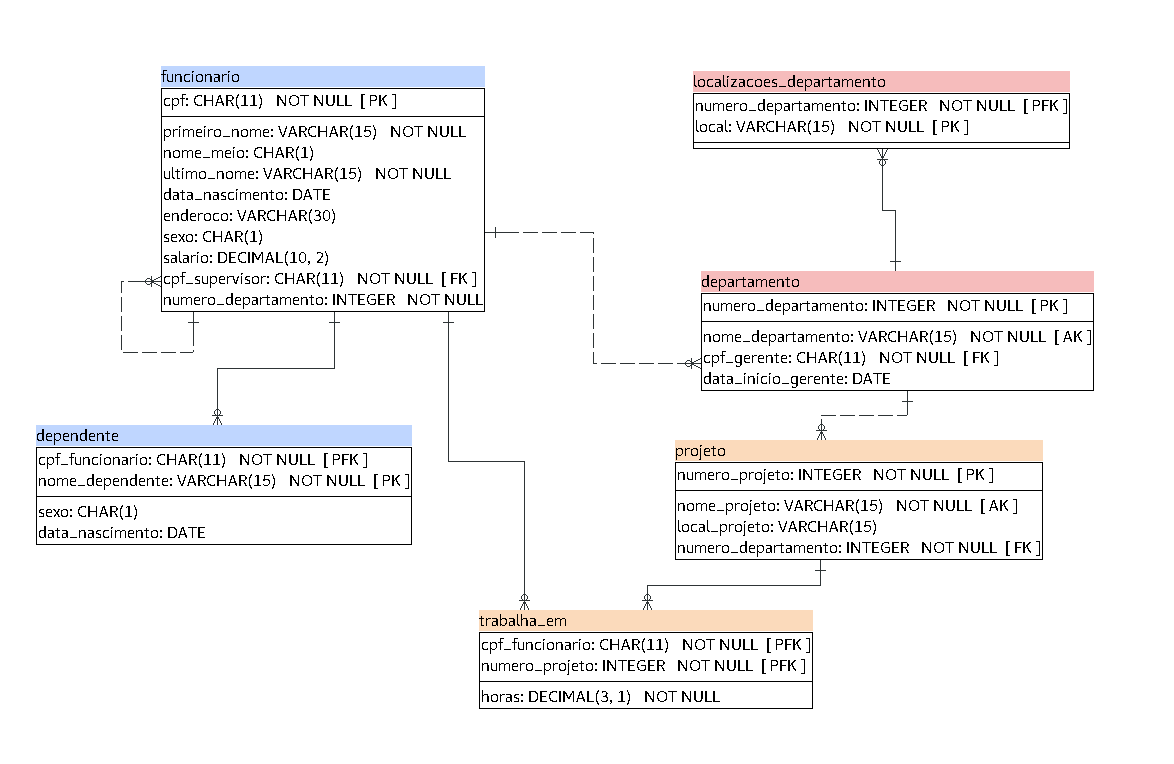 funcionario
cpf: CHAR(11) NOT NULL [ PK ]
primeiro_nome: VARCHAR(15) NOT NULL
nome_meio: CHAR(1)
ultimo_nome: VARCHAR(15) NOT NULL
data_nascimento: DATE
enderoco: VARCHAR(30)
sexo: CHAR(1)
salario: DECIMAL(10, 2)
cpf_supervisor: CHAR(11) NOT NULL [ FK ]
numero_departamento: INTEGER NOT NULL
localizacoes_departamento
numero_departamento: INTEGER NOT NULL [ PFK ]
local: VARCHAR(15) NOT NULL [ PK ]
departamento
numero_departamento: INTEGER NOT NULL [ PK ]
nome_departamento: VARCHAR(15) NOT NULL [ AK ]
cpf_gerente: CHAR(11) NOT NULL [ FK ]
data_inicio_gerente: DATE
dependente
cpf_funcionario: CHAR(11) NOT NULL [ PFK ]
nome_dependente: VARCHAR(15) NOT NULL [ PK ]
sexo: CHAR(1)
data_nascimento: DATE
projeto
numero_projeto: INTEGER NOT NULL [ PK ]
nome_projeto: VARCHAR(15) NOT NULL [ AK ]
local_projeto: VARCHAR(15)
numero_departamento: INTEGER NOT NULL [ FK ]
trabalha_em
cpf_funcionario: CHAR(11) NOT NULL [ PFK ]
numero_projeto: INTEGER NOT NULL [ PFK ]
horas: DECIMAL(3, 1) NOT NULL